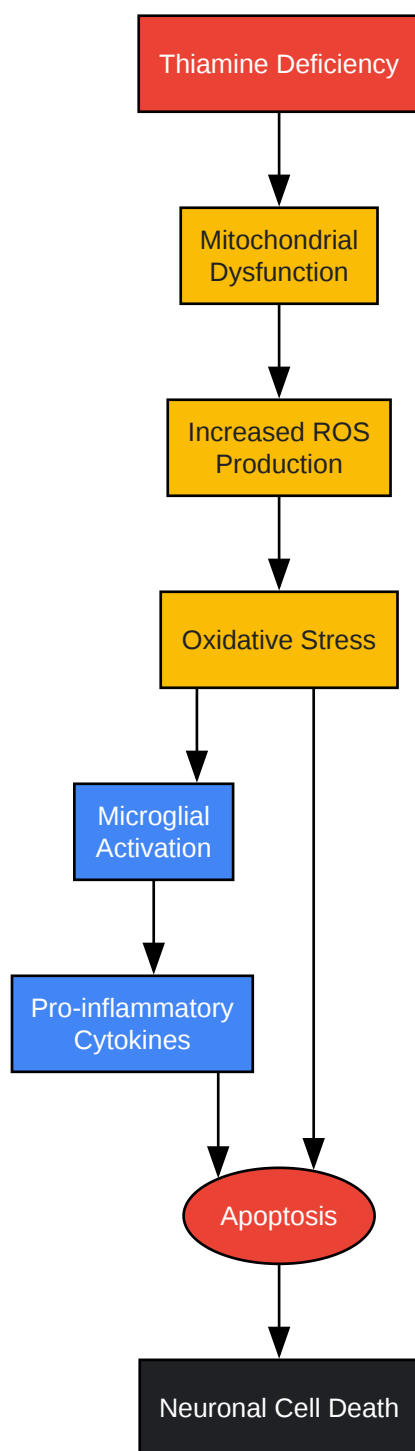 Thiamine Deficiency
Mitochondrial
Dysfunction
Increased ROS
Production
Oxidative Stress
Microglial
Activation
Pro-inflammatory
Cytokines
Apoptosis
Neuronal Cell Death